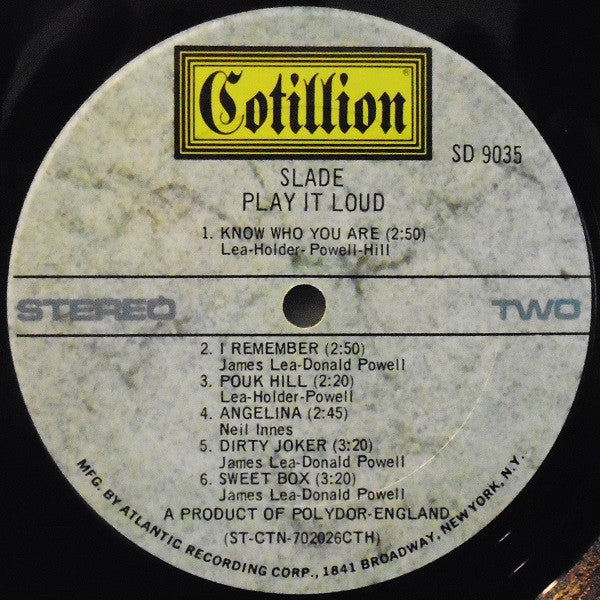 Cotillion®
SD 9035
SLADE
PLAY IT LOUD
1. KNOW WHO YOU ARE (2:50)
Lea-Holder-Powell-Hill
STEREO
TWO
2. I REMEMBER (2:50)
James Lea-Donald Powell
3. POUK HILL (2:20)
Lea-Holder-Powell
4. ANGELINA (2:45)
Neil Innes
5. DIRTY JOKER (3:20)
James Lea-Donald Powell
6. SWEET BOX (3:20)
James Lea-Donald Powell
A PRODUCT OF POLYDOR-ENGLAND
(ST-CTN-702026CTH)
MFG. BY ATLANTIC RECORDING CORP., 1841 BROADWAY, NEW YORK, N.Y.